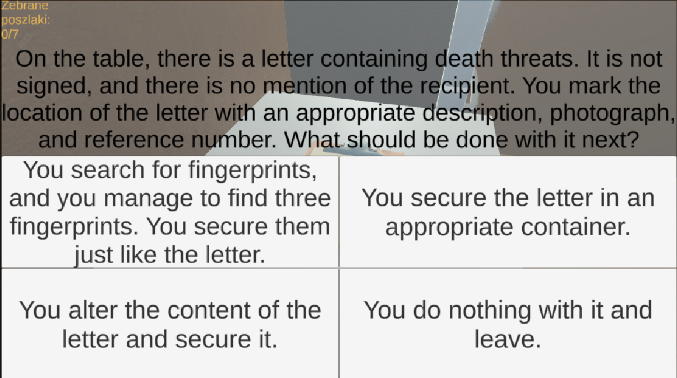 Zebrane
poszlaki:
0/7
On the table, there is a letter containing death threats. It is not
signed, and there is no mention of the recipient. You mark the
location of the letter with an appropriate description, photograph,
and reference number. What should be done with it next?
You search for fingerprints,
and you manage to find three
fingerprints. You secure them
just like the letter.
You secure the letter in an
appropriate container.
You alter the content of the
letter and secure it.
You do nothing with it and
leave.